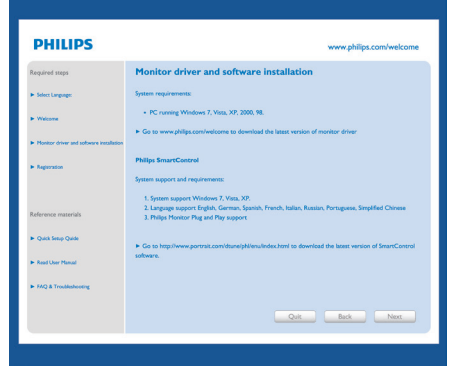 PHILIPS
www.philips.com/welcome
Required steps
► Select Language:
► Welcome
► Monitor driver and software installation
► Registration
Reference materials
► Quick Setup Guide
► Read User Manual
► FAQ & Troubleshooting
Monitor driver and software installation
System requirements:
• PC running Windows 7, Vista, XP, 2000, 98.
► Go to www.philips.com/welcome to download the latest version of monitor driver
Philips SmartControl
System support and requirements:
1. System support Windows 7, Vista, XP.
2. Language support English, German, Spanish, French, Italian, Russian, Portuguese, Simplified Chinese
3. Philips Monitor Plug and Play support
► Go to http://www.portrait.com/dtune/phl/enu/index.html to download the latest version of SmartControl
software.
Quit
Back
Next